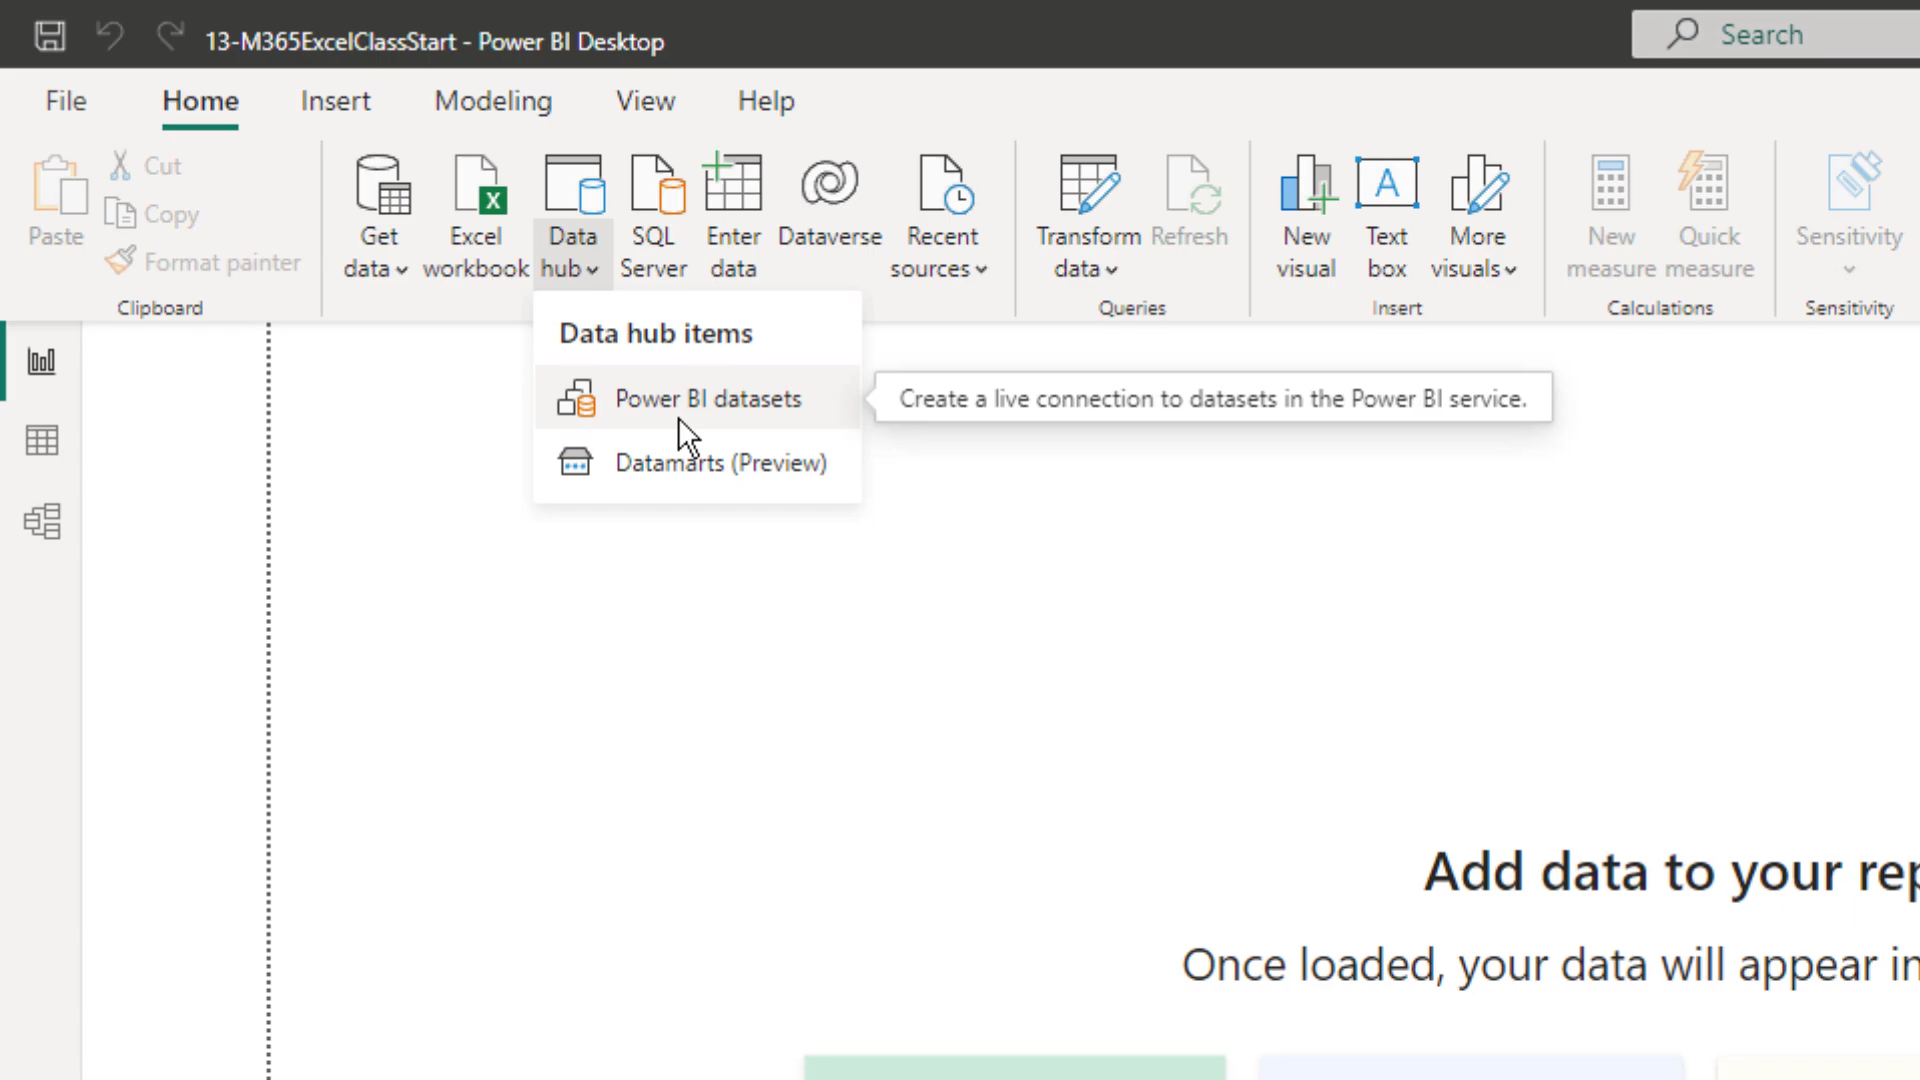 13-M365ExcelClassStart - Power BI Desktop
Search
File Home Insert Modeling View Help
Paste
Cut
Copy
Format painter
Clipboard
Get data
Excel workbook
Data hub
SQL Server
Enter data
Dataverse
Recent sources
Transform data
Refresh
Queries
New visual
Text box
More visuals
Insert
New measure
Quick measure
Calculations
Sensitivity
Sensitivity
Data hub items
Power BI datasets
Create a live connection to datasets in the Power BI service.
Datamarts (Preview)
Add data to your rep
Once loaded, your data will appear in